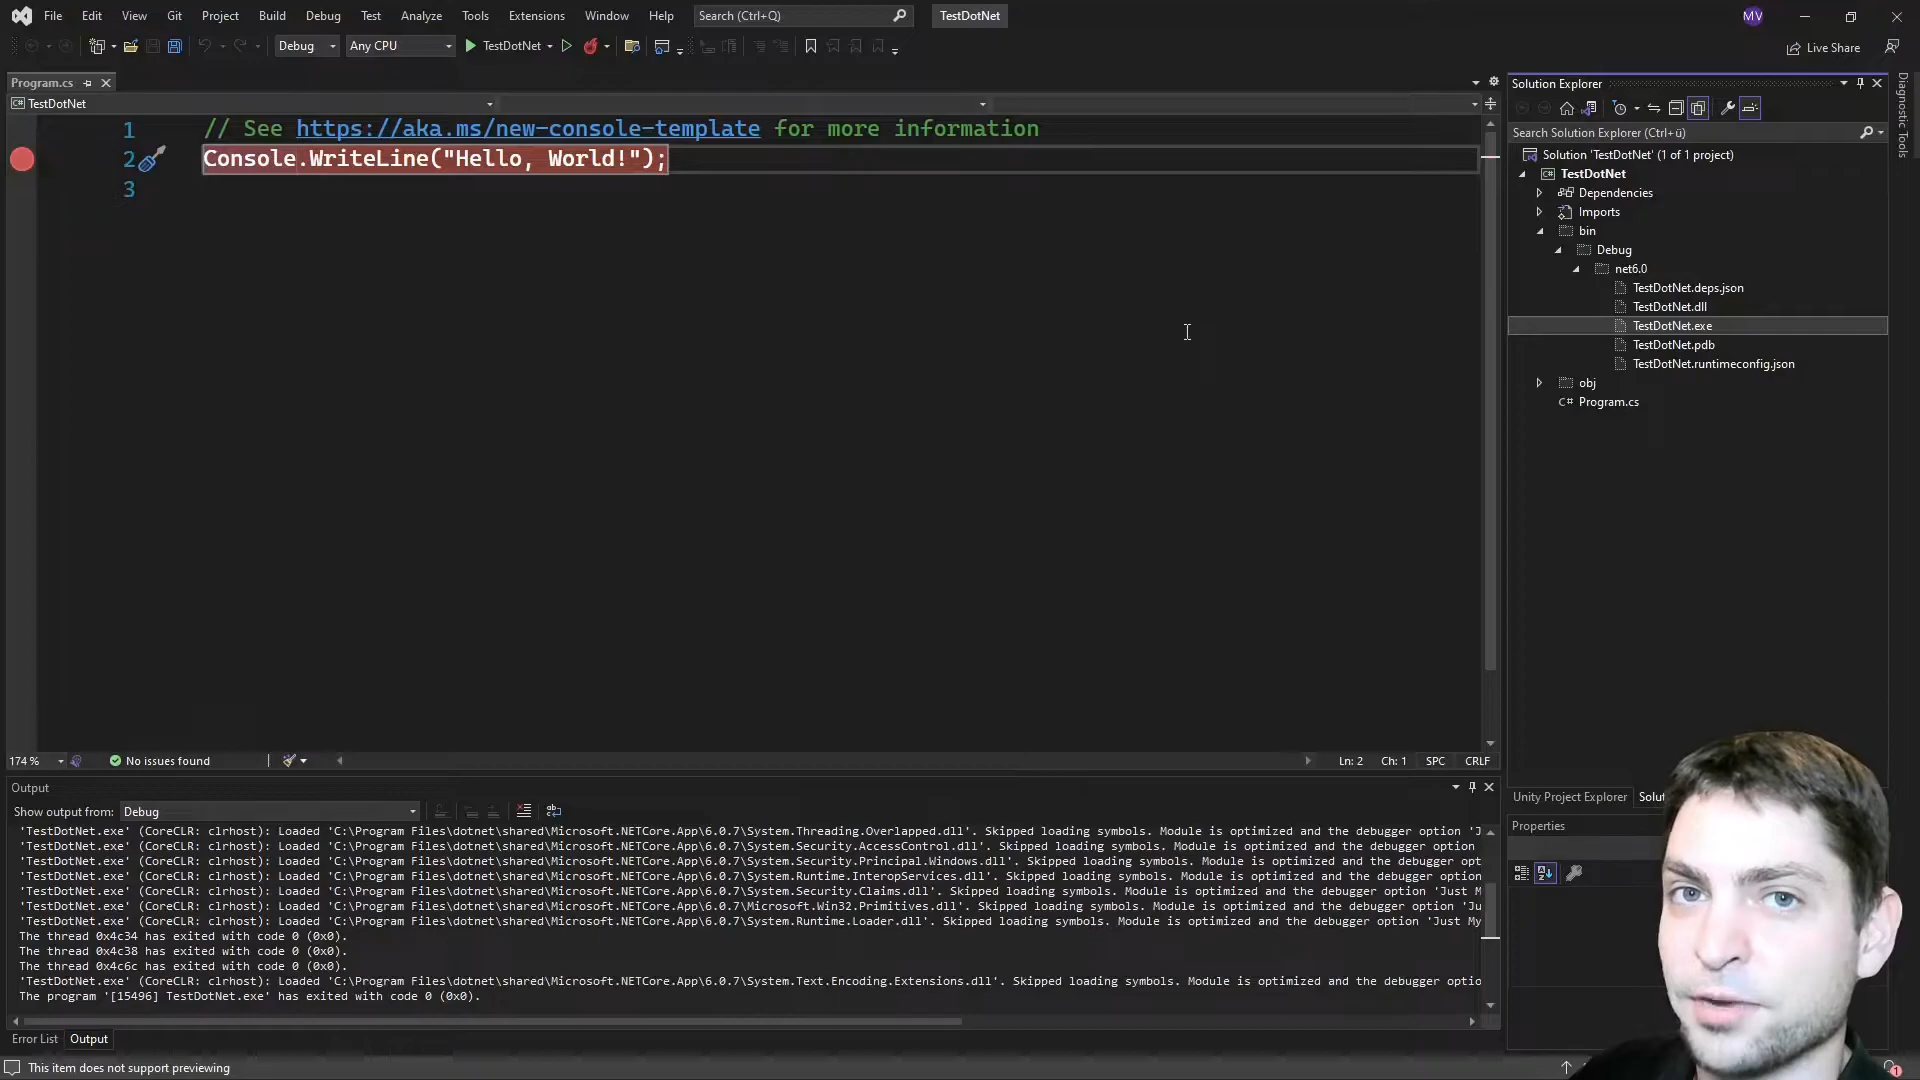 File Edit View Git Project Build Debug Test Analyze Tools Extensions Window Help Search (Ctrl+Q) TestDotNet MV
Debug Any CPU TestDotNet Live Share
Program.cs
TestDotNet
1 // See https://aka.ms/new-console-template for more information
2 Console.WriteLine("Hello, World!");
3
174 % No issues found Ln: 2 Ch: 1 SPC CRLF
Output
Show output from: Debug
'TestDotNet.exe' (CoreCLR: clrhost): Loaded 'C:\Program Files\dotnet\shared\Microsoft.NETCore.App\6.0.7\System.Threading.Overlapped.dll'. Skipped loading symbols. Module is optimized and the debugger option 'J
'TestDotNet.exe' (CoreCLR: clrhost): Loaded 'C:\Program Files\dotnet\shared\Microsoft.NETCore.App\6.0.7\System.Security.AccessControl.dll'. Skipped loading symbols. Module is optimized and the debugger option
'TestDotNet.exe' (CoreCLR: clrhost): Loaded 'C:\Program Files\dotnet\shared\Microsoft.NETCore.App\6.0.7\System.Security.Principal.Windows.dll'. Skipped loading symbols. Module is optimized and the debugger opt
'TestDotNet.exe' (CoreCLR: clrhost): Loaded 'C:\Program Files\dotnet\shared\Microsoft.NETCore.App\6.0.7\System.Runtime.InteropServices.dll'. Skipped loading symbols. Module is optimized and the debugger option
'TestDotNet.exe' (CoreCLR: clrhost): Loaded 'C:\Program Files\dotnet\shared\Microsoft.NETCore.App\6.0.7\System.Security.Claims.dll'. Skipped loading symbols. Module is optimized and the debugger option 'Just M
'TestDotNet.exe' (CoreCLR: clrhost): Loaded 'C:\Program Files\dotnet\shared\Microsoft.NETCore.App\6.0.7\Microsoft.Win32.Primitives.dll'. Skipped loading symbols. Module is optimized and the debugger option 'Ju
'TestDotNet.exe' (CoreCLR: clrhost): Loaded 'C:\Program Files\dotnet\shared\Microsoft.NETCore.App\6.0.7\System.Runtime.Loader.dll'. Skipped loading symbols. Module is optimized and the debugger option 'Just My
The thread 0x4c34 has exited with code 0 (0x0).
The thread 0x4c38 has exited with code 0 (0x0).
The thread 0x4c6c has exited with code 0 (0x0).
'TestDotNet.exe' (CoreCLR: clrhost): Loaded 'C:\Program Files\dotnet\shared\Microsoft.NETCore.App\6.0.7\System.Text.Encoding.Extensions.dll'. Skipped loading symbols. Module is optimized and the debugger optio
The program '[15496] TestDotNet.exe' has exited with code 0 (0x0).
Error List Output
This item does not support previewing
Solution Explorer
Search Solution Explorer (Ctrl+ü)
Solution 'TestDotNet' (1 of 1 project)
TestDotNet
Dependencies
Imports
bin
Debug
net6.0
TestDotNet.deps.json
TestDotNet.dll
TestDotNet.exe
TestDotNet.pdb
TestDotNet.runtimeconfig.json
obj
C# Program.cs
Unity Project Explorer Solut
Properties
Diagnostic Tools
1